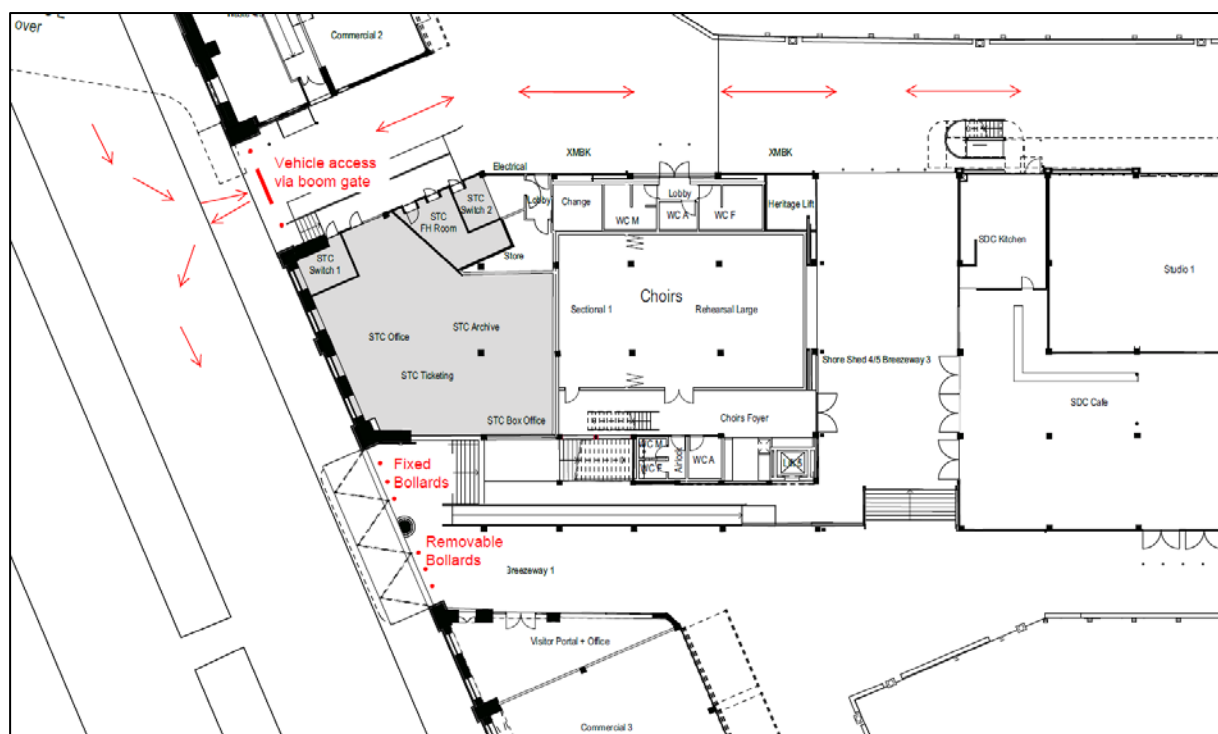 over
Commercial 2
Vehicle access
via boom gate
Electrical
XMBK
XMBK
Lobby
Change
WC M
Lobby
WC A
WC F
Heritage Lift
STC
Switch 2
STC
FH Room
STC
Switch 1
Store
SDC Kitchen
Studio 1
Choirs
Sectional 1
Rehearsal Large
STC Archive
STC Office
STC Ticketing
Shore Shed 4/5 Breezeway 3
SDC Cafe
STC Box Office
Choirs Foyer
WC M
WC F
Airlock
WC A
Fixed
Bollards
Removable
Bollards
Breezeway 1
Visitor Portal + Office
Commercial 3